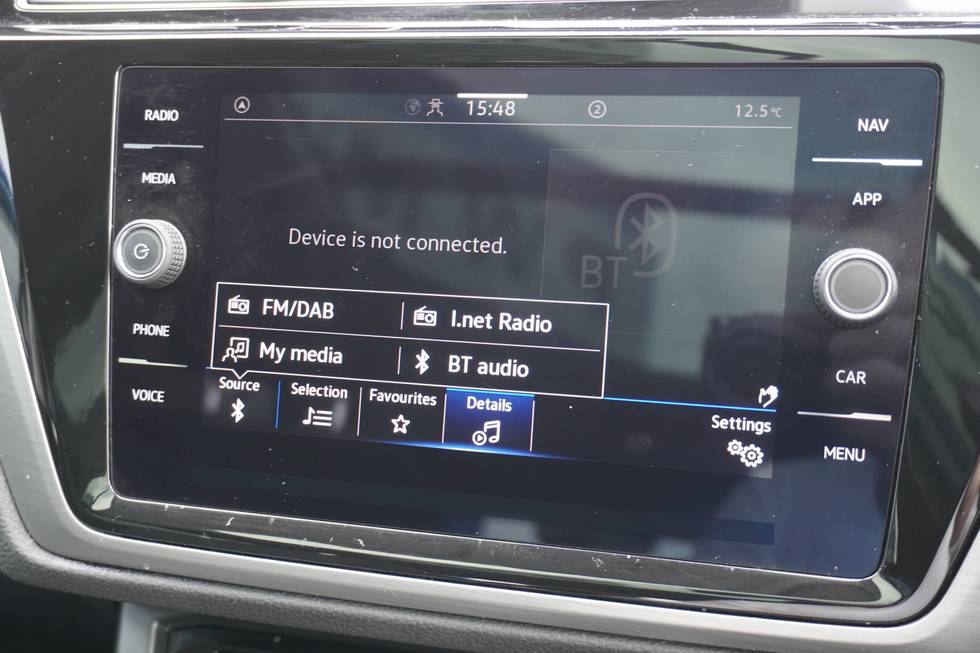 RADIO
MEDIA
PHONE
VOICE
15:48
2
12.5°C
Device is not connected.
BT
FM/DAB
I.net Radio
My media
BT audio
Source
Selection
Favourites
Details
Settings
NAV
APP
CAR
MENU